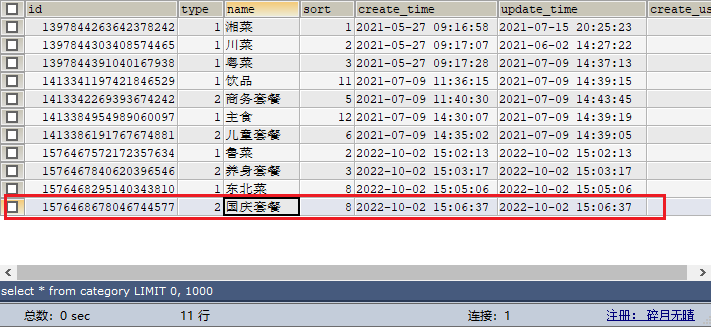 id type name sort create_time update_time create_us
1397844263642378242 1 湘菜 1 2021-05-27 09:16:58 2021-07-15 20:25:23
1397844303408574465 1 川菜 2 2021-05-27 09:17:07 2021-06-02 14:27:22
1397844391040167938 1 粤菜 3 2021-05-27 09:17:28 2021-07-09 14:37:13
1413341197421846529 1 饮品 11 2021-07-09 11:36:15 2021-07-09 14:39:15
1413342269393674242 2 商务套餐 5 2021-07-09 11:40:30 2021-07-09 14:43:45
1413384954989060097 1 主食 12 2021-07-09 14:30:07 2021-07-09 14:39:19
1413386191767674881 2 儿童套餐 6 2021-07-09 14:35:02 2021-07-09 14:39:05
1576467572172357634 1 鲁菜 2 2022-10-02 15:02:13 2022-10-02 15:02:13
1576467840620396546 2 养身套餐 3 2022-10-02 15:03:17 2022-10-02 15:03:17
1576468295140343810 1 东北菜 8 2022-10-02 15:05:06 2022-10-02 15:05:06
1576468678046744577 2 国庆套餐 8 2022-10-02 15:06:37 2022-10-02 15:06:37
select * from category LIMIT 0, 1000
总数: 0 sec 11 行 连接: 1 注册: 碎月无晴